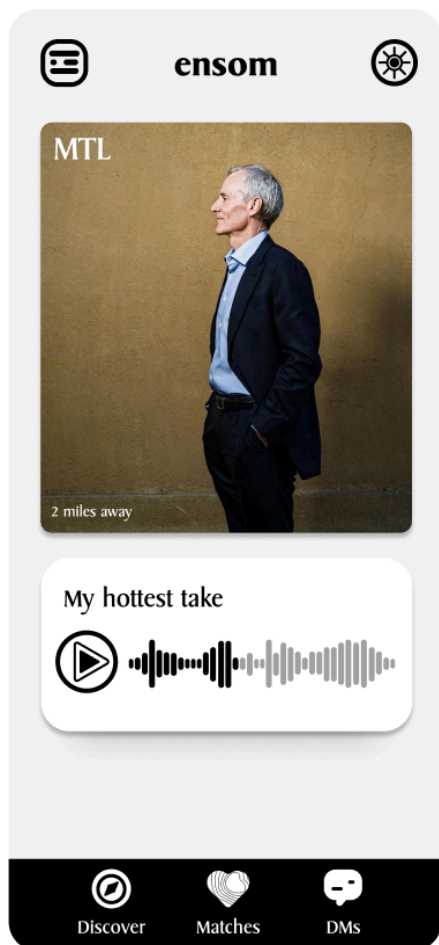 ensom
MTL
2 miles away
My hottest take
Discover
Matches
DMs